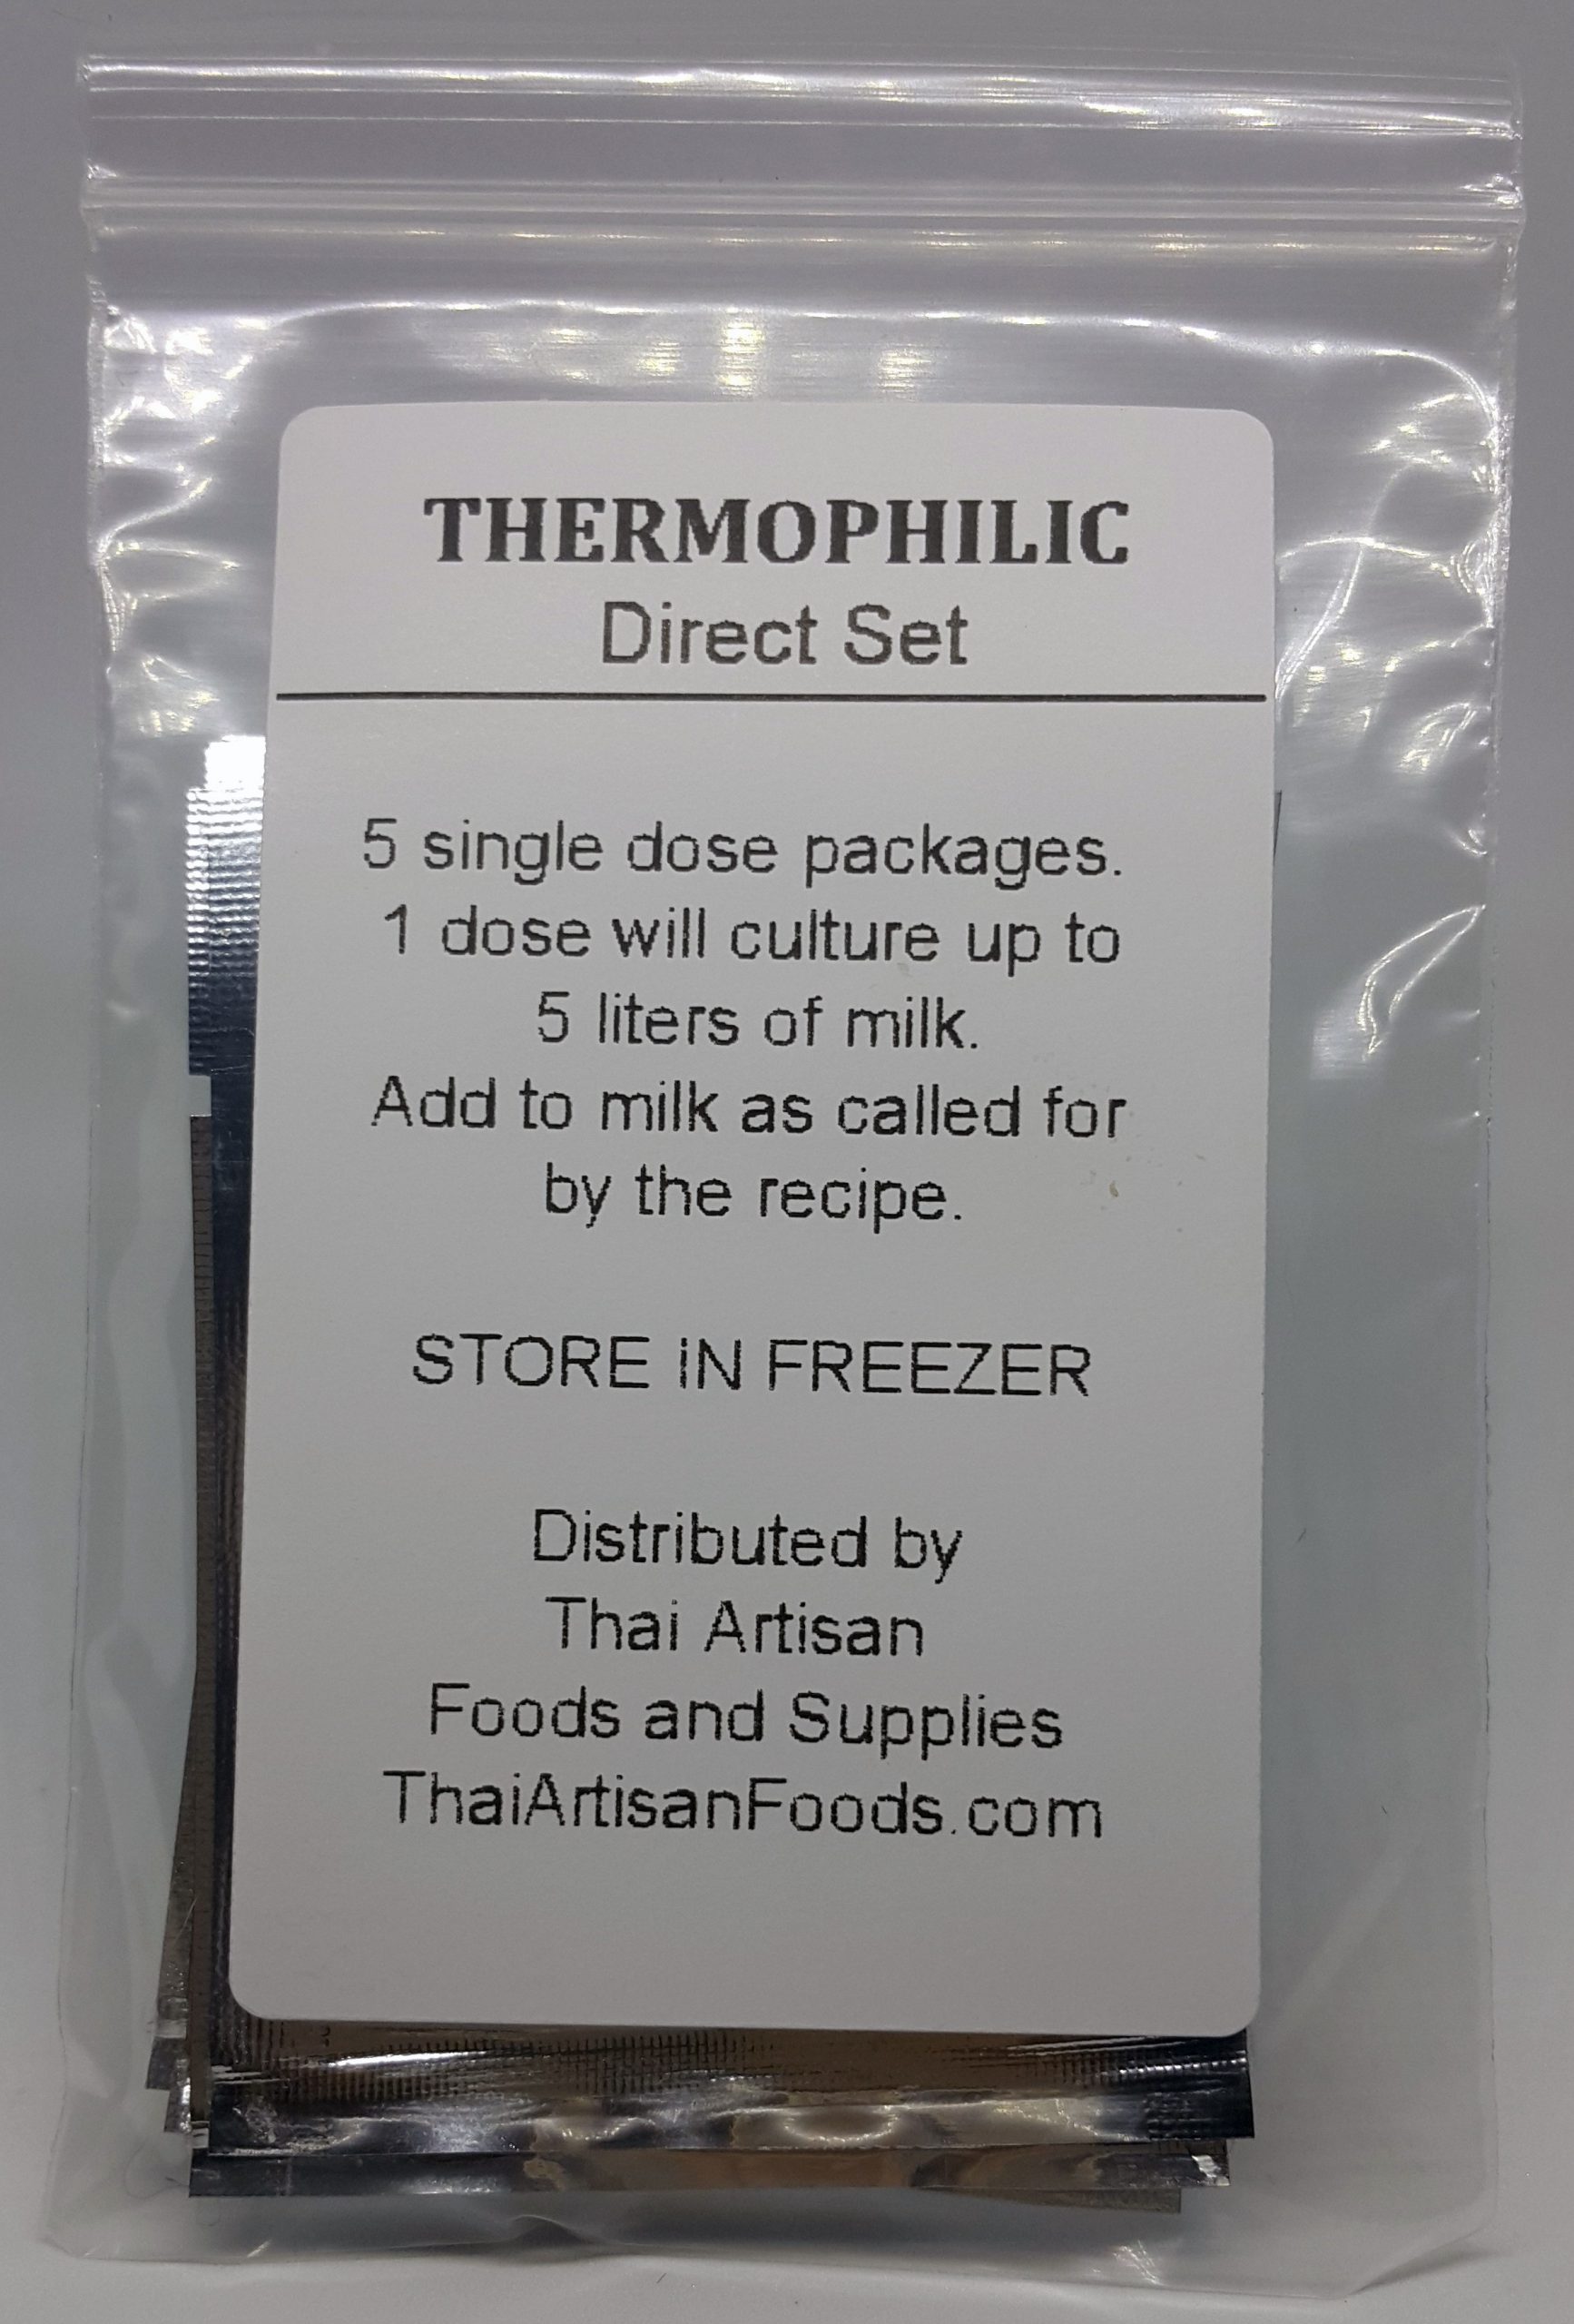 THERMOPHILIC
Direct Set
5 single dose packages.
1 dose will culture up to
5 liters of milk.
Add to milk as called for
by the recipe.
STORE iN FREEZER
Distributed by
Thai Artisan
Foods and Supplies
ThaiArtisanFoods.com